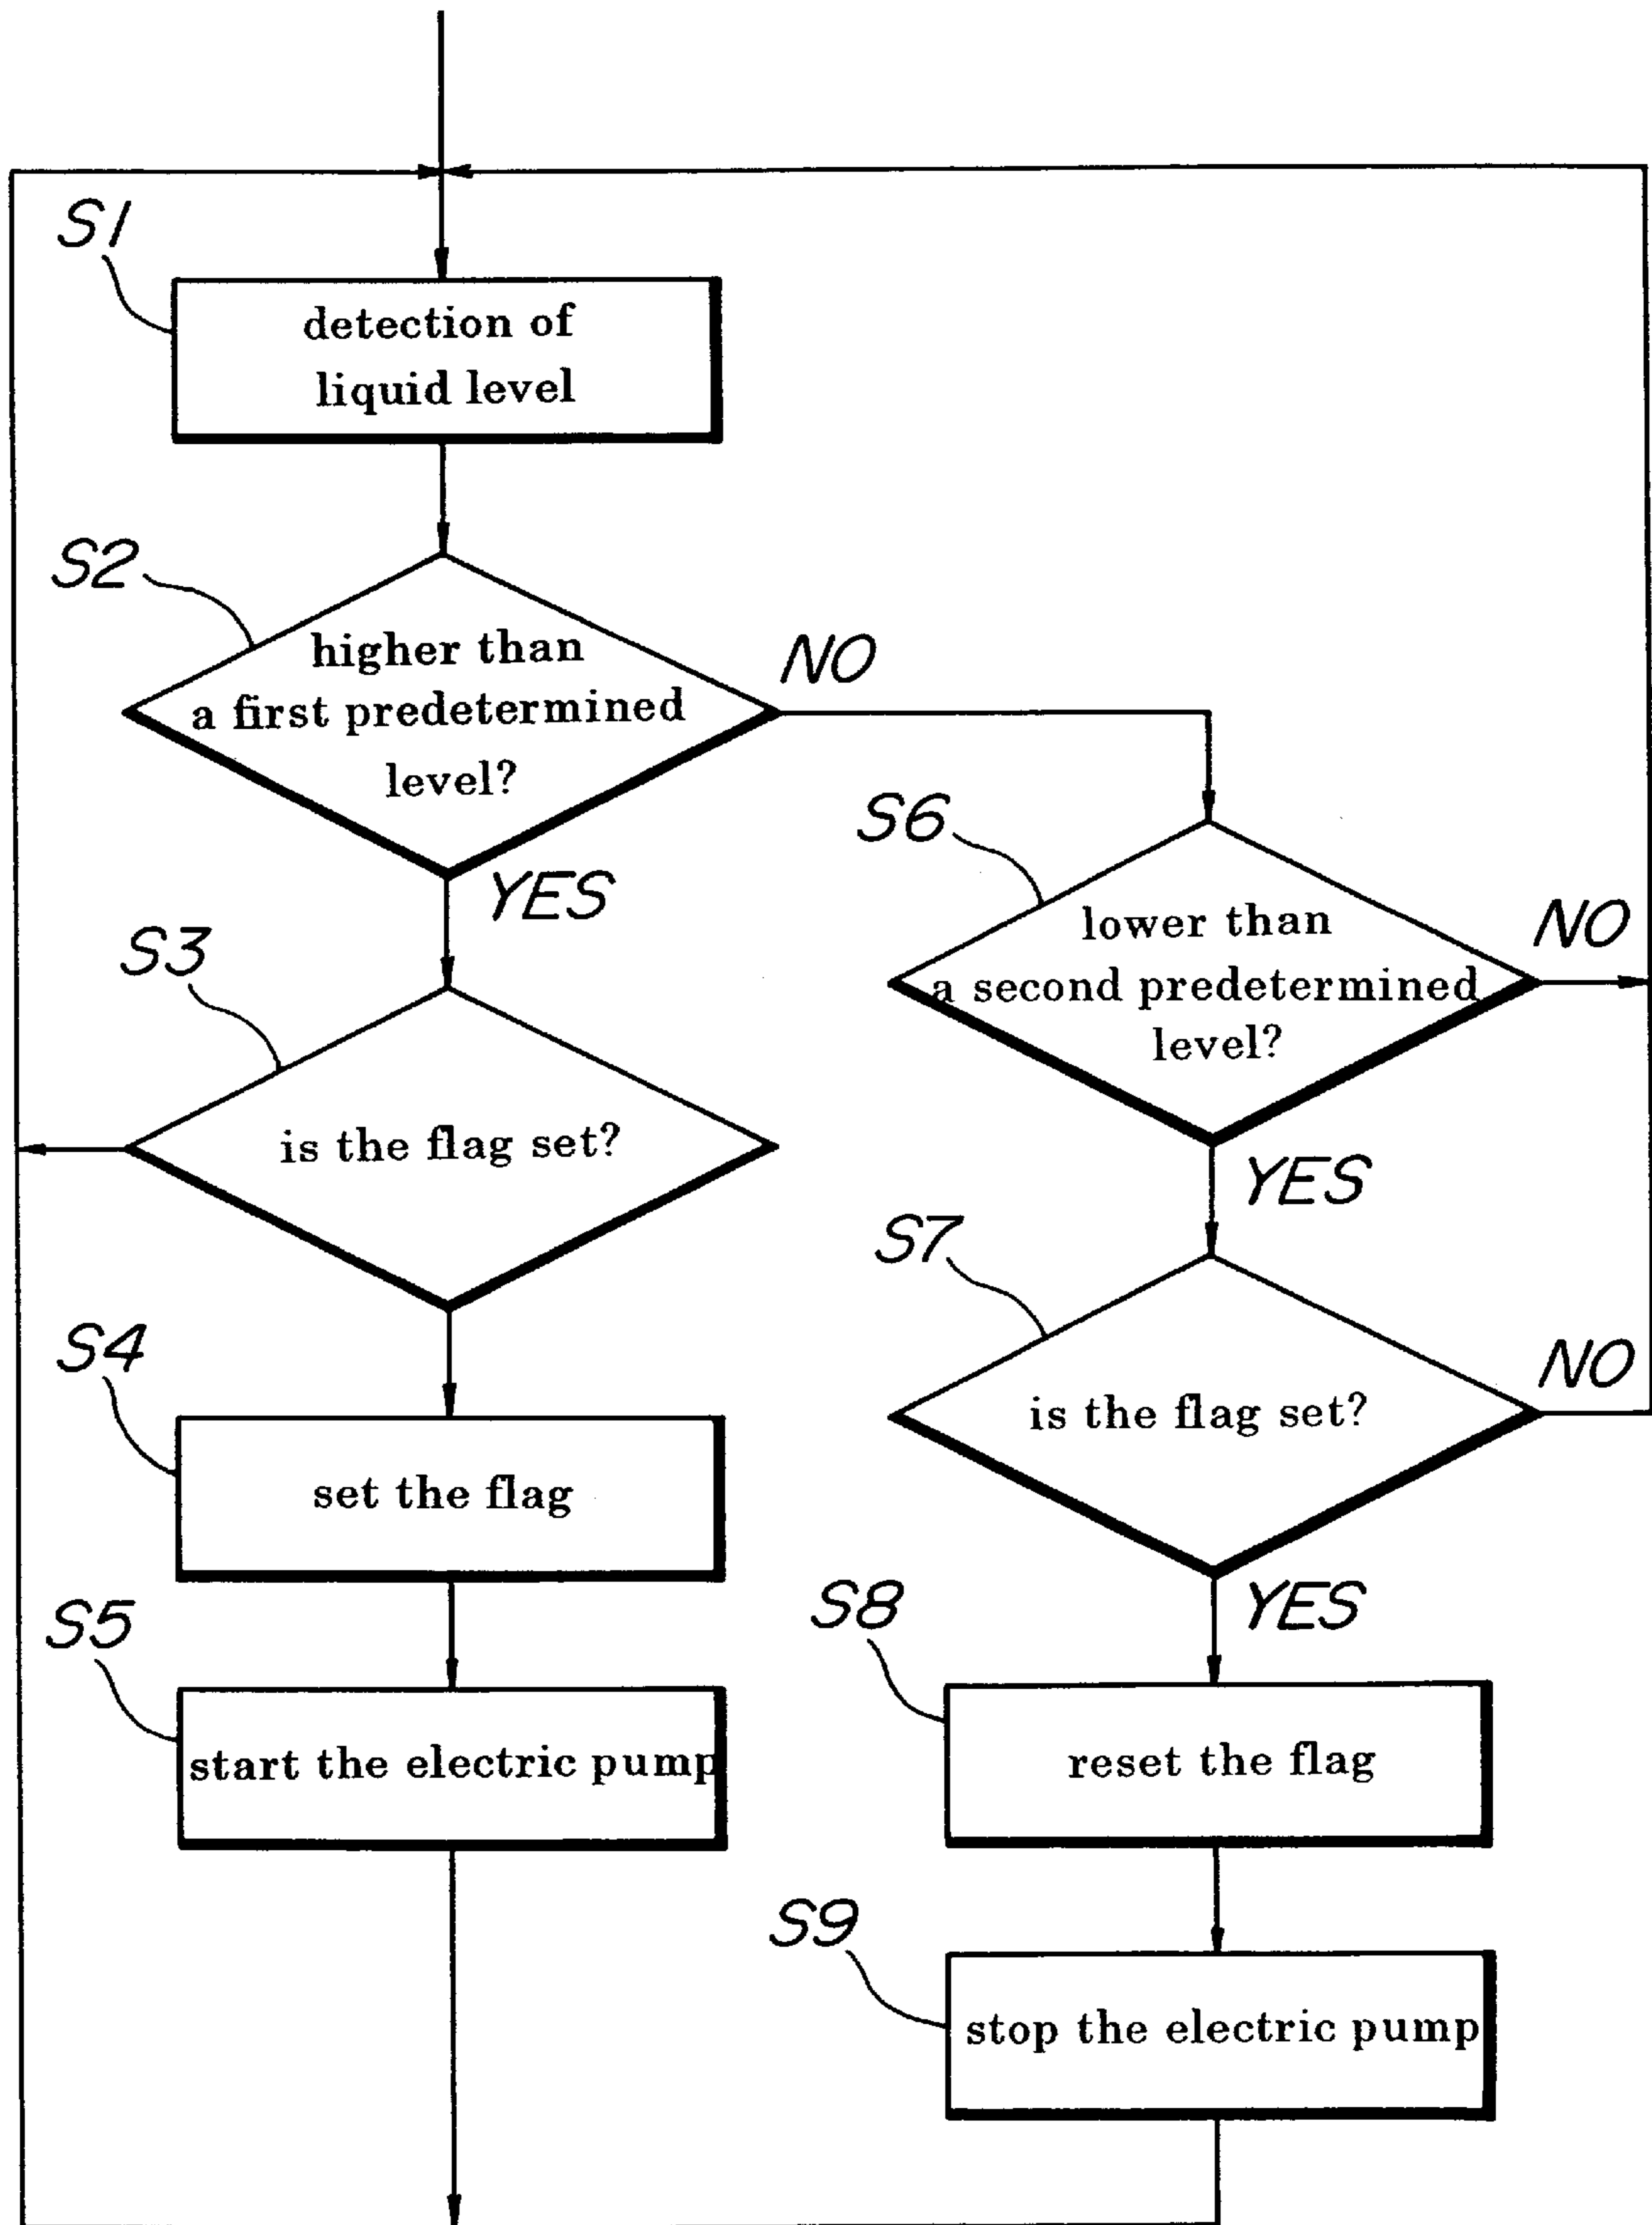 S1
detection of
liquid level
S2
higher than
a first predetermined
level?
NO
YES
S6
lower than
a second predetermined
level?
NO
YES
S3
is the flag set?
S7
is the flag set?
NO
YES
S4
set the flag
S5
start the electric pump
S8
reset the flag
S9
stop the electric pump